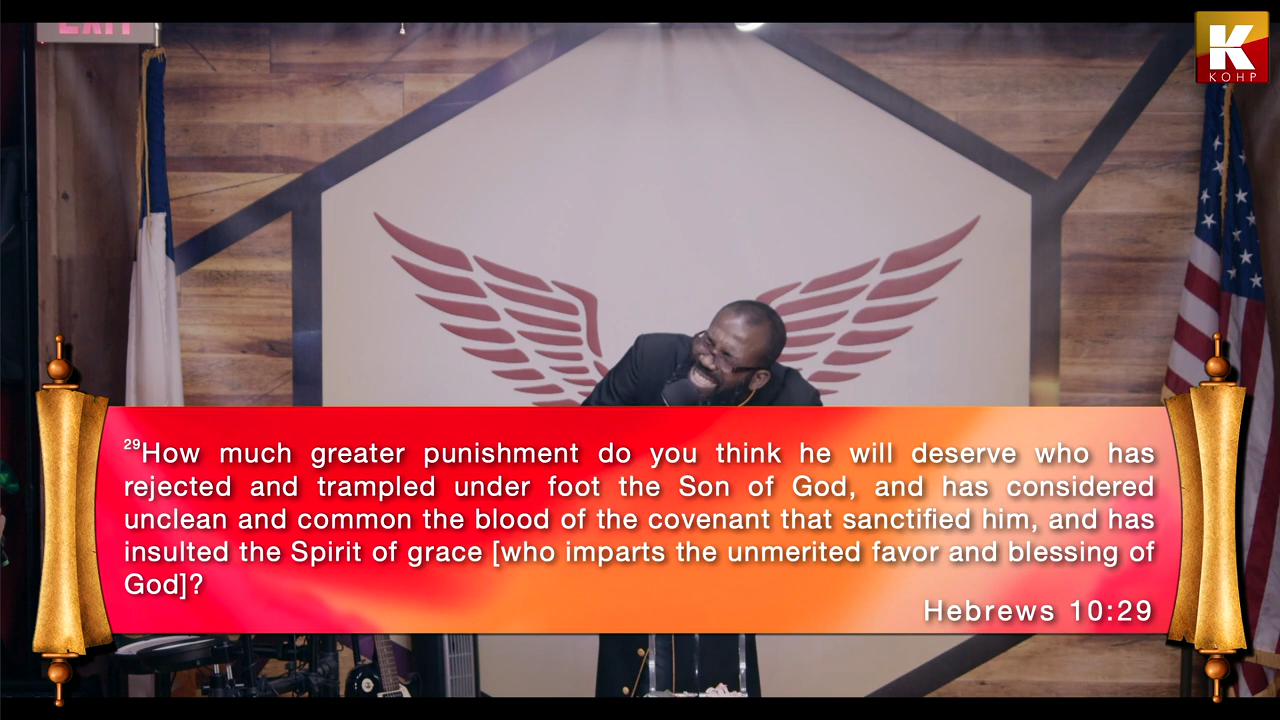 EXIT
K
KOHP
29How much greater punishment do you think he will deserve who has
rejected and trampled under foot the Son of God, and has considered
unclean and common the blood of the covenant that sanctified him, and has
insulted the Spirit of grace [who imparts the unmerited favor and blessing of
God]?
Hebrews 10:29